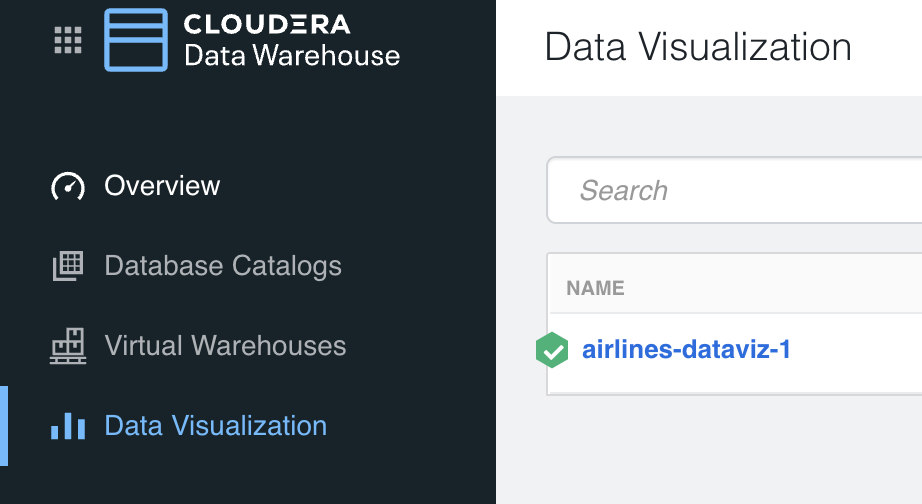 CLOUDERA
Data Warehouse
Overview
Database Catalogs
Virtual Warehouses
Data Visualization
Data Visualization
Search
NAME
airlines-dataviz-1